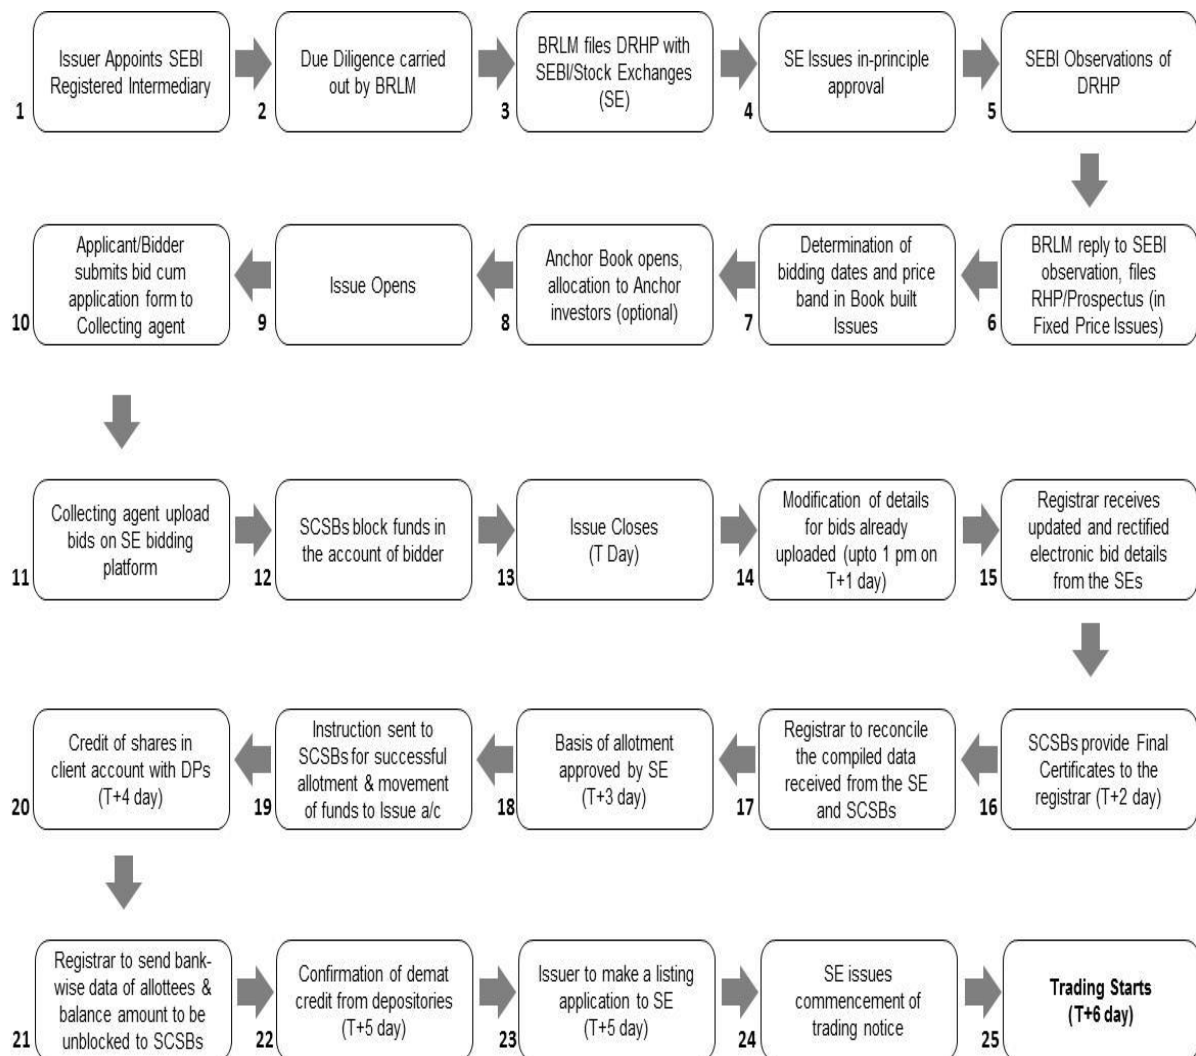 Issuer Appoints SEBI
Registered Intermediary
1
Due Diligence carried
out by BRLM
2
BRLM files DRHP with
SEBI/Stock Exchanges
(SE)
3
SE Issues in-principle
approval
4
SEBI Observations of
DRHP
5
BRLM reply to SEBI
observation, files
RHP/Prospectus (in
Fixed Price Issues)
6
Determination of
bidding dates and price
band in Book built
Issues
7
Anchor Book opens,
allocation to Anchor
investors (optional)
8
Issue Opens
9
Applicant/Bidder
submits bid cum
application form to
Collecting agent
10
Collecting agent upload
bids on SE bidding
platform
11
SCSBs block funds in
the account of bidder
12
Issue Closes
(T Day)
13
Modification of details
for bids already
uploaded (upto 1 pm on
T+1 day)
14
Registrar receives
updated and rectified
electronic bid details
from the SEs
15
SCSBs provide Final
Certificates to the
registrar (T+2 day)
16
Registrar to reconcile
the compiled data
received from the SE
and SCSBs
17
Basis of allotment
approved by SE
(T+3 day)
18
Instruction sent to
SCSBs for successful
allotment & movement
of funds to Issue a/c
19
Credit of shares in
client account with DPs
(T+4 day)
20
Registrar to send bank-
wise data of allottees &
balance amount to be
unblocked to SCSBs
21
Confirmation of demat
credit from depositories
(T+5 day)
22
Issuer to make a listing
application to SE
(T+5 day)
23
SE issues
commencement of
trading notice
24
Trading Starts
(T+6 day)
25